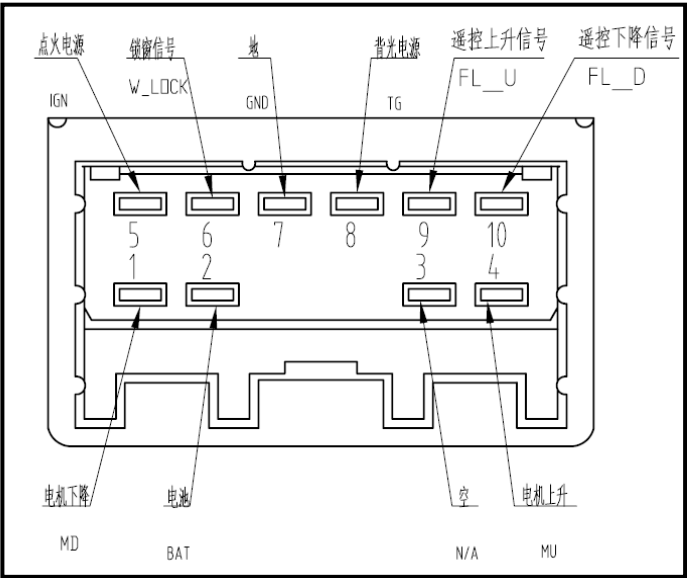 点火电源
锁窗信号
地
背光电源
遥控上升信号
遥控下降信号
IGN
W_LOCK
GND
TG
FL__U
FL__D
5
6
7
8
9
10
1
2
3
4
电机下降
电池
空
电机上升
MD
BAT
N/A
MU